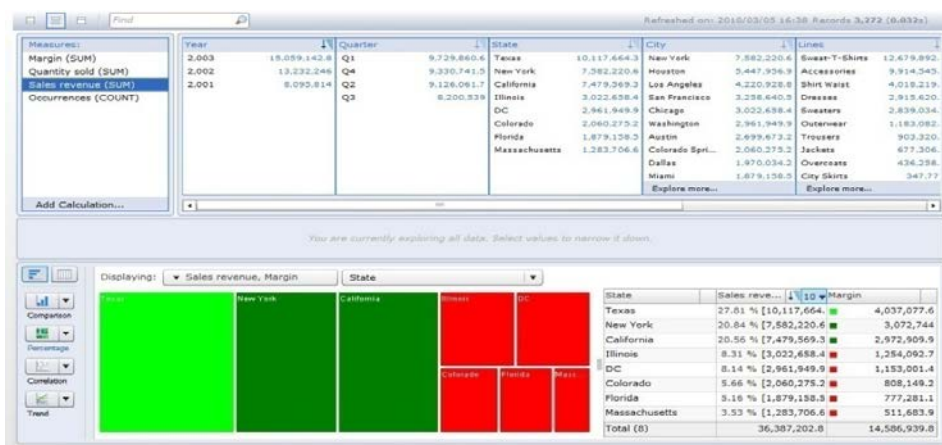 Find
Refreshed on: 2010/03/05 16:38 Records 3,272 (0.032s)
Measures:
Margin (SUM)
Quantity sold (SUM)
Sales revenue (SUM)
Occurrences (COUNT)
Add Calculation...
Year
2,003 15,059,142.8
2,002 13,232,246
2,001 8,095,814
Quarter
Q1 9,729,860.6
Q4 9,330,741.5
Q2 9,126,061.7
Q3 8,200,539
State
Texas 10,117,664.3
New York 7,582,220.6
California 7,479,569.3
Illinois 3,022,658.4
DC 2,961,949.9
Colorado 2,060,275.2
Florida 1,879,158.5
Massachusetts 1,283,706.6
City
New York 7,582,220.6
Houston 5,447,956.9
Los Angeles 4,220,928.8
San Francisco 3,258,640.5
Chicago 3,022,658.4
Washington 2,961,949.9
Austin 2,699,673.2
Colorado Spri... 2,060,275.2
Dallas 1,970,034.2
Miami 1,879,158.5
Explore more...
Lines
Sweat-T-Shirts 12,679,892.
Accessories 9,914,545.
Shirt Waist 4,019,219.
Dresses 2,915,620.
Sweaters 2,839,034.
Outerwear 1,183,082.
Trousers 903,320.
Jackets 677,306.
Overcoats 436,258.
City Skirts 347,77
Explore more...
You are currently exploring all data. Select values to narrow it down.
Displaying: Sales revenue, Margin State
Comparison
Percentage
Correlation
Trend
Texas
New York
California
Illinois
DC
Colorado
Florida
Mass...
State Sales reve... 10 Margin
Texas 27.81 % [10,117,664. 4,037,077.6
New York 20.84 % [7,582,220.6 3,072,744
California 20.56 % [7,479,569.3 2,972,909.9
Illinois 8.31 % [3,022,658.4 1,254,092.7
DC 8.14 % [2,961,949.9 1,153,001.4
Colorado 5.66 % [2,060,275.2 808,149.2
Florida 5.16 % [1,879,158.5 777,281.1
Massachusetts 3.53 % [1,283,706.6 511,683.9
Total (8) 36,387,202.8 14,586,939.8